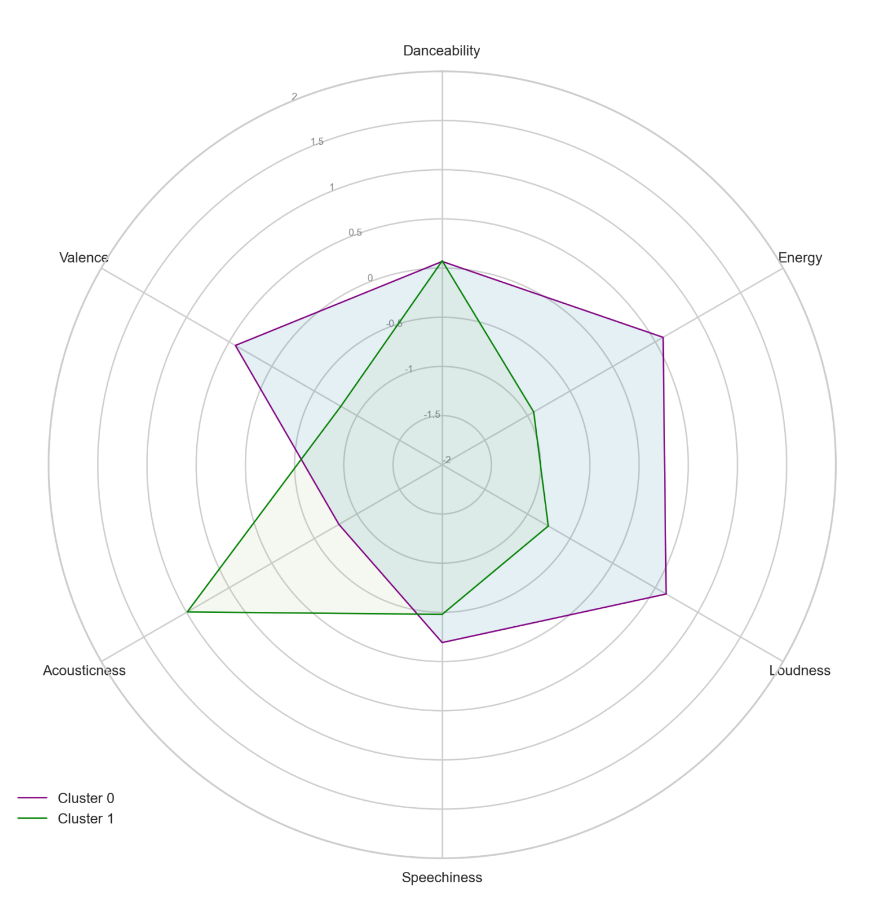 Danceability
2
1.5
1
0.5
Valence
Energy
0
-0.5
-1
-1.5
-2
Acousticness
Loudness
Cluster 0
Cluster 1
Speechiness